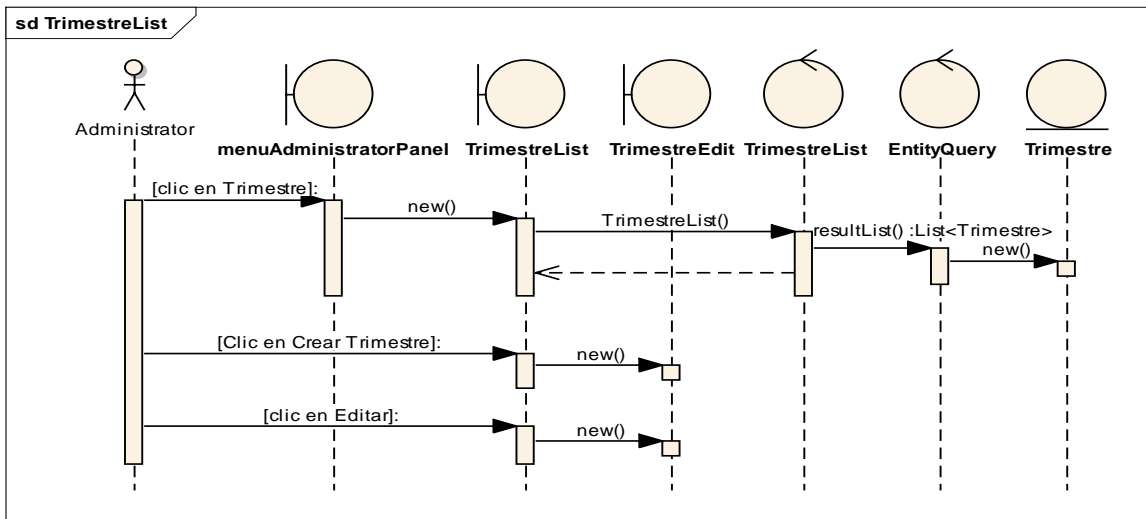 sd TrimestreList
Administrator
menuAdministratorPanel
TrimestreList
TrimestreEdit
TrimestreList
EntityQuery
Trimestre
[clic en Trimestre]:
new()
TrimestreList()
resultList() :List<Trimestre>
new()
[Clic en Crear Trimestre]:
new()
[clic en Editar]:
new()